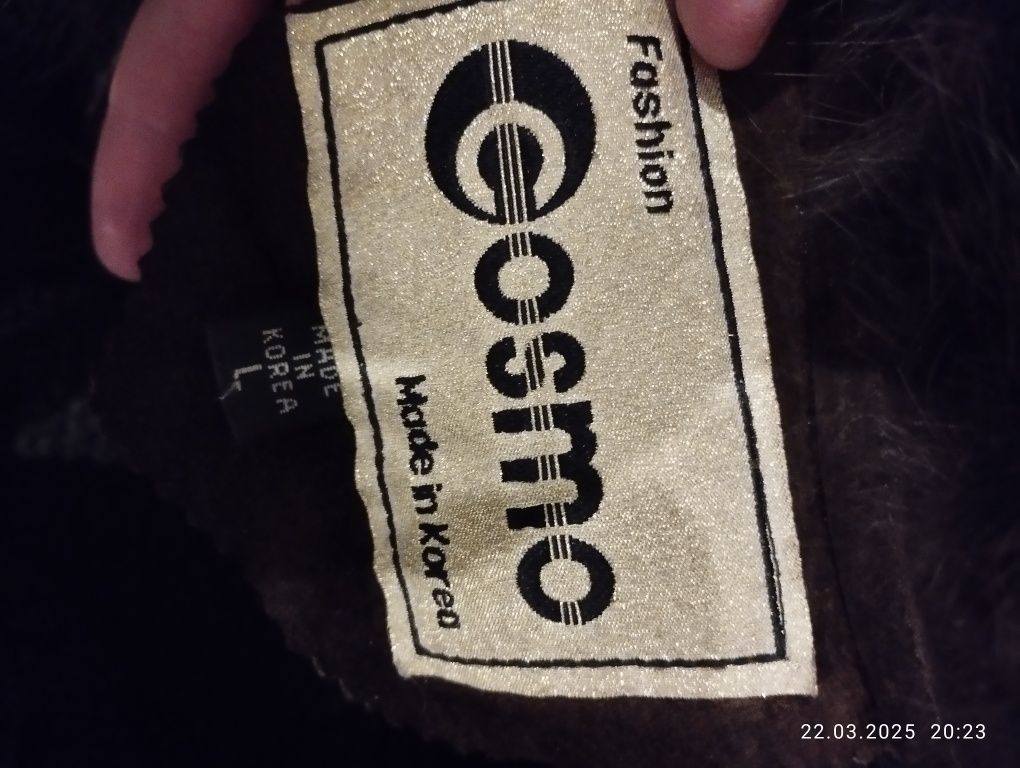 Fashion
Cosmo
Made in Korea
MADE
IN
KOREA
L
22.03.2025 20:23